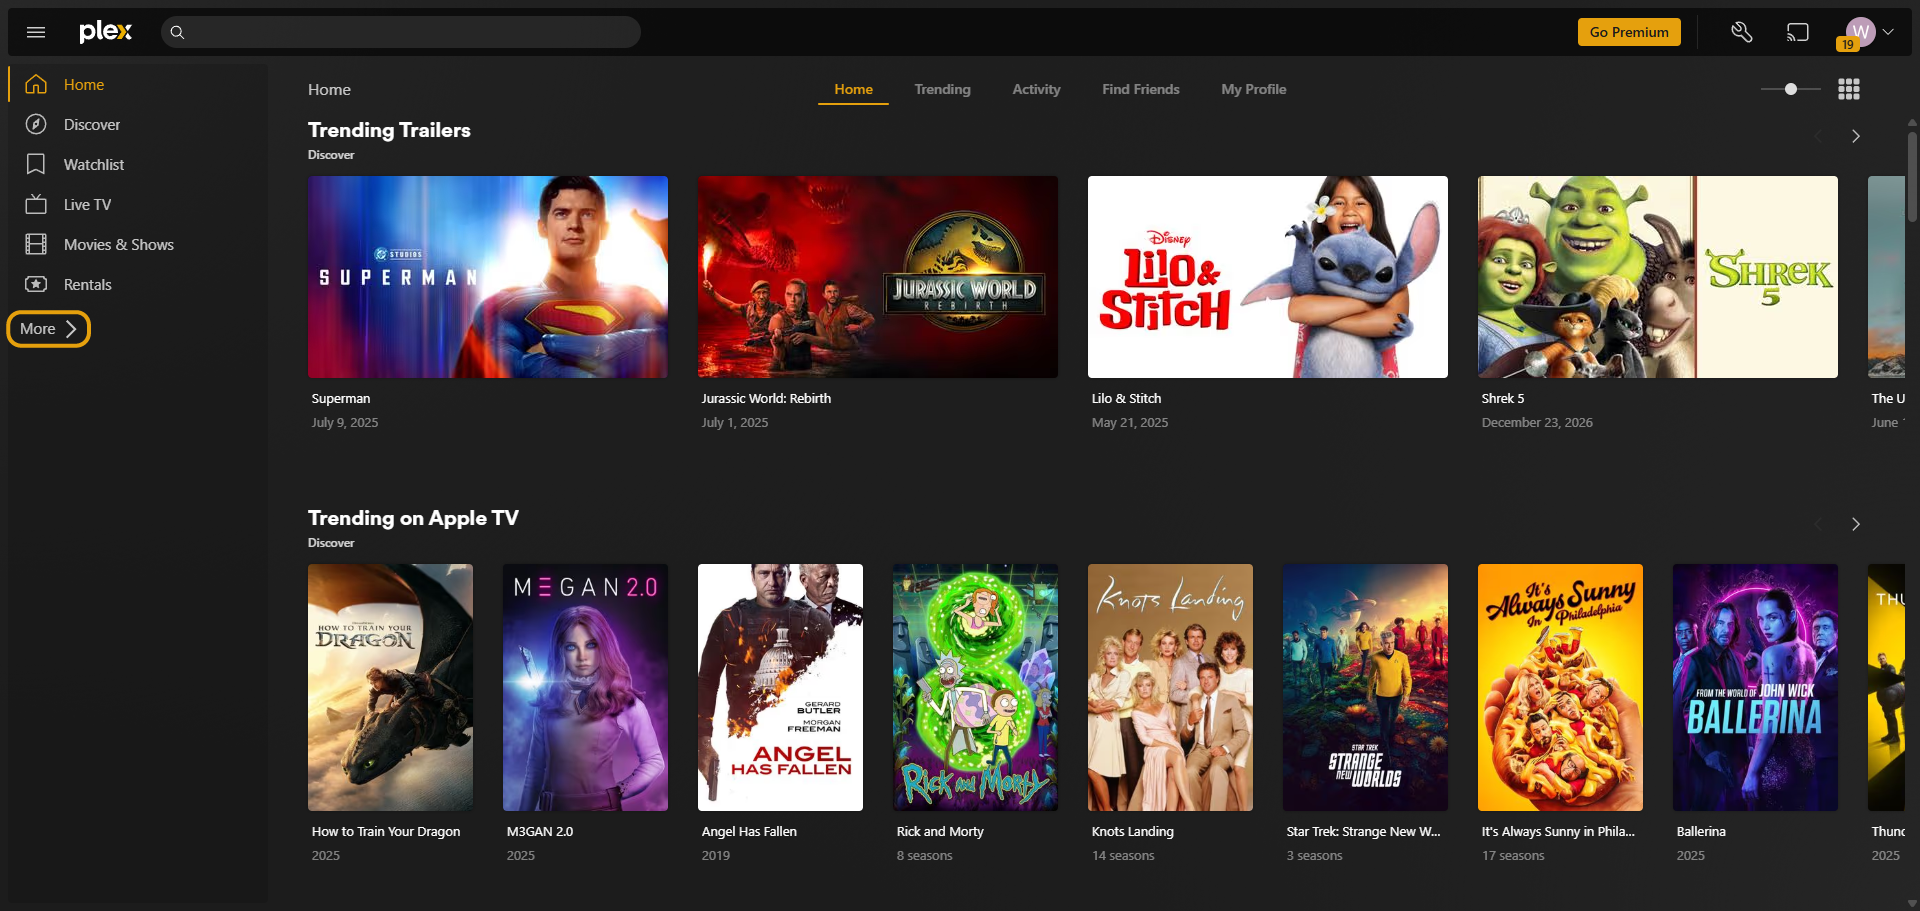 plex
Go Premium
W
19
Home
Discover
Watchlist
Live TV
Movies & Shows
Rentals
More
Home
Home
Trending
Activity
Find Friends
My Profile
Trending Trailers
Discover
DC STUDIOS
SUPERMAN
JURASSIC WORLD
REBIRTH
DISNEY
LILO &
STITCH
SHREK
5
Superman
July 9, 2025
Jurassic World: Rebirth
July 1, 2025
Lilo & Stitch
May 21, 2025
Shrek 5
December 23, 2026
The U
June 1
Trending on Apple TV
Discover
HOW TO TRAIN YOUR
DRAGON
M3GAN 2.0
GERARD
BUTLER
MORGAN
FREEMAN
ANGEL
HAS FALLEN
Rick and Morty
Knots Landing
STAR TREK
STRANGE
NEW WORLDS
It's
Always Sunny
In Philadelphia
FROM THE WORLD OF JOHN WICK
BALLERINA
THU
How to Train Your Dragon
2025
M3GAN 2.0
2025
Angel Has Fallen
2019
Rick and Morty
8 seasons
Knots Landing
14 seasons
Star Trek: Strange New W...
3 seasons
It's Always Sunny in Phila...
17 seasons
Ballerina
2025
Thunc
2025